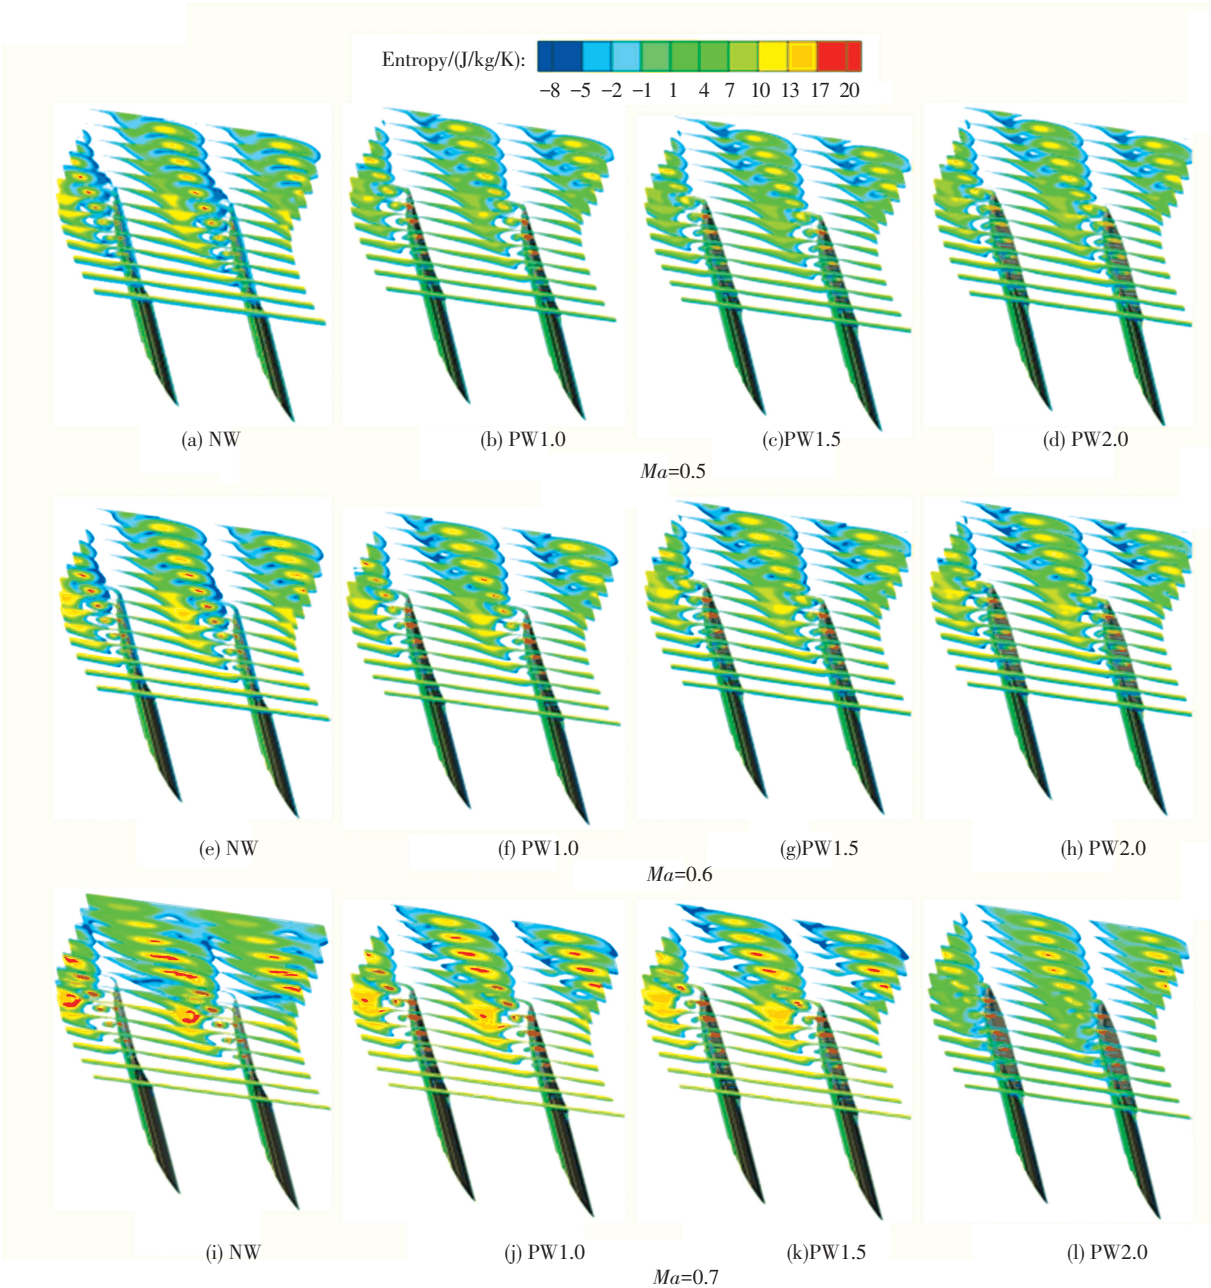 Entropy/(J/kg/K):
−8 −5 −2 −1 1 4 7 10 13 17 20
(a) NW (b) PW1.0 (c)PW1.5 (d) PW2.0
Ma=0.5
(e) NW (f) PW1.0 (g)PW1.5 (h) PW2.0
Ma=0.6
(i) NW (j) PW1.0 (k)PW1.5 (l) PW2.0
Ma=0.7